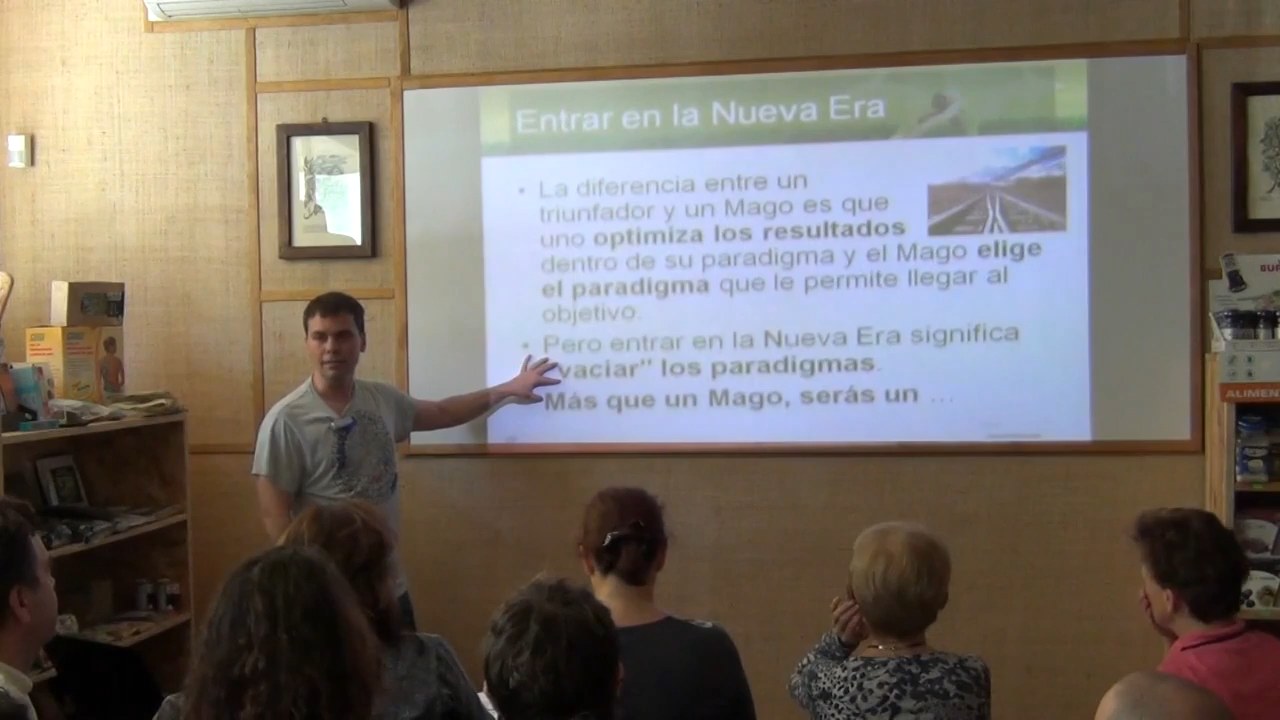 Entrar en la Nueva Era
• La diferencia entre un
triunfador y un Mago es que
uno optimiza los resultados
dentro de su paradigma y el Mago elige
el paradigma que le permite llegar al
objetivo.
• Pero entrar en la Nueva Era significa
"vaciar" los paradigmas.
Más que un Mago, serás un ...
ALIMEN